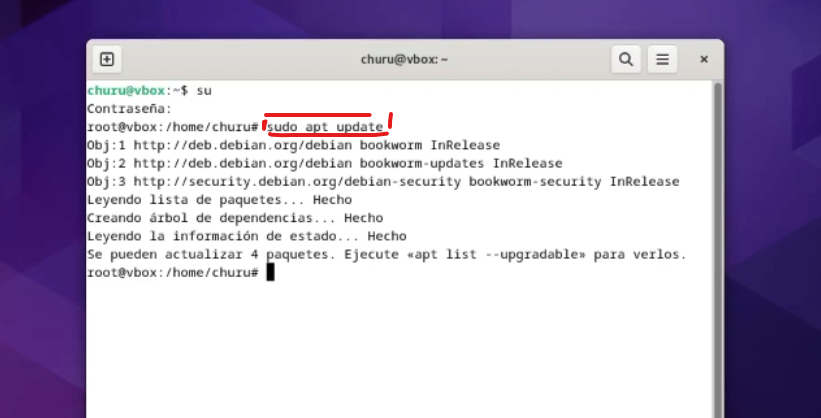 churu@vbox: ~
churu@vbox:~$ su
Contraseña:
root@vbox:/home/churu# sudo apt update
Obj:1 http://deb.debian.org/debian bookworm InRelease
Obj:2 http://deb.debian.org/debian bookworm-updates InRelease
Obj:3 http://security.debian.org/debian-security bookworm-security InRelease
Leyendo lista de paquetes... Hecho
Creando árbol de dependencias... Hecho
Leyendo la información de estado... Hecho
Se pueden actualizar 4 paquetes. Ejecute «apt list --upgradable» para verlos.
root@vbox:/home/churu#